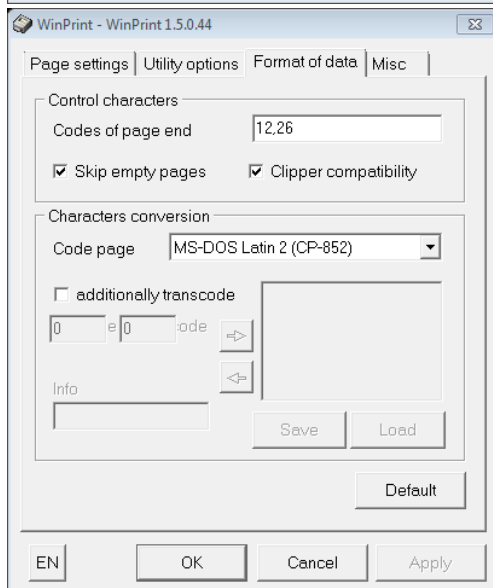 WinPrint - WinPrint 1.5.0.44
Page settings Utility options Format of data Misc
Control characters
Codes of page end 12,26
Skip empty pages Clipper compatibility
Characters conversion
Code page MS-DOS Latin 2 (CP-852)
additionally transcode
0 e 0 ode
Info
Save Load
Default
EN OK Cancel Apply